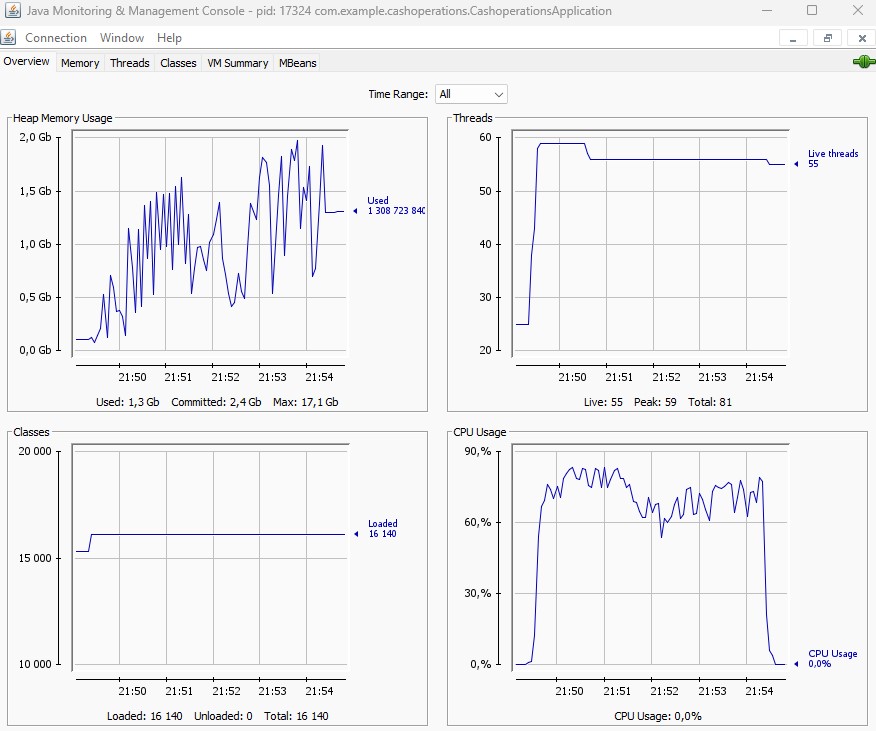 Java Monitoring & Management Console - pid: 17324 com.example.cashoperations.CashoperationsApplication
Connection Window Help
Overview Memory Threads Classes VM Summary MBeans
Time Range: All
Heap Memory Usage
2,0 Gb
1,5 Gb
1,0 Gb
0,5 Gb
0,0 Gb
Used
1 308 723 840
21:50 21:51 21:52 21:53 21:54
Used: 1,3 Gb Committed: 2,4 Gb Max: 17,1 Gb
Threads
60
50
40
30
20
Live threads
55
21:50 21:51 21:52 21:53 21:54
Live: 55 Peak: 59 Total: 81
Classes
20 000
15 000
10 000
Loaded
16 140
21:50 21:51 21:52 21:53 21:54
Loaded: 16 140 Unloaded: 0 Total: 16 140
CPU Usage
90,%
60,%
30,%
0,%
CPU Usage
0,0%
21:50 21:51 21:52 21:53 21:54
CPU Usage: 0,0%